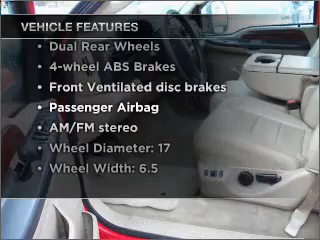 VEHICLE FEATURES
• Dual Rear Wheels
• 4-wheel ABS Brakes
• Front Ventilated disc brakes
• Passenger Airbag
• AM/FM stereo
• Wheel Diameter: 17
• Wheel Width: 6.5